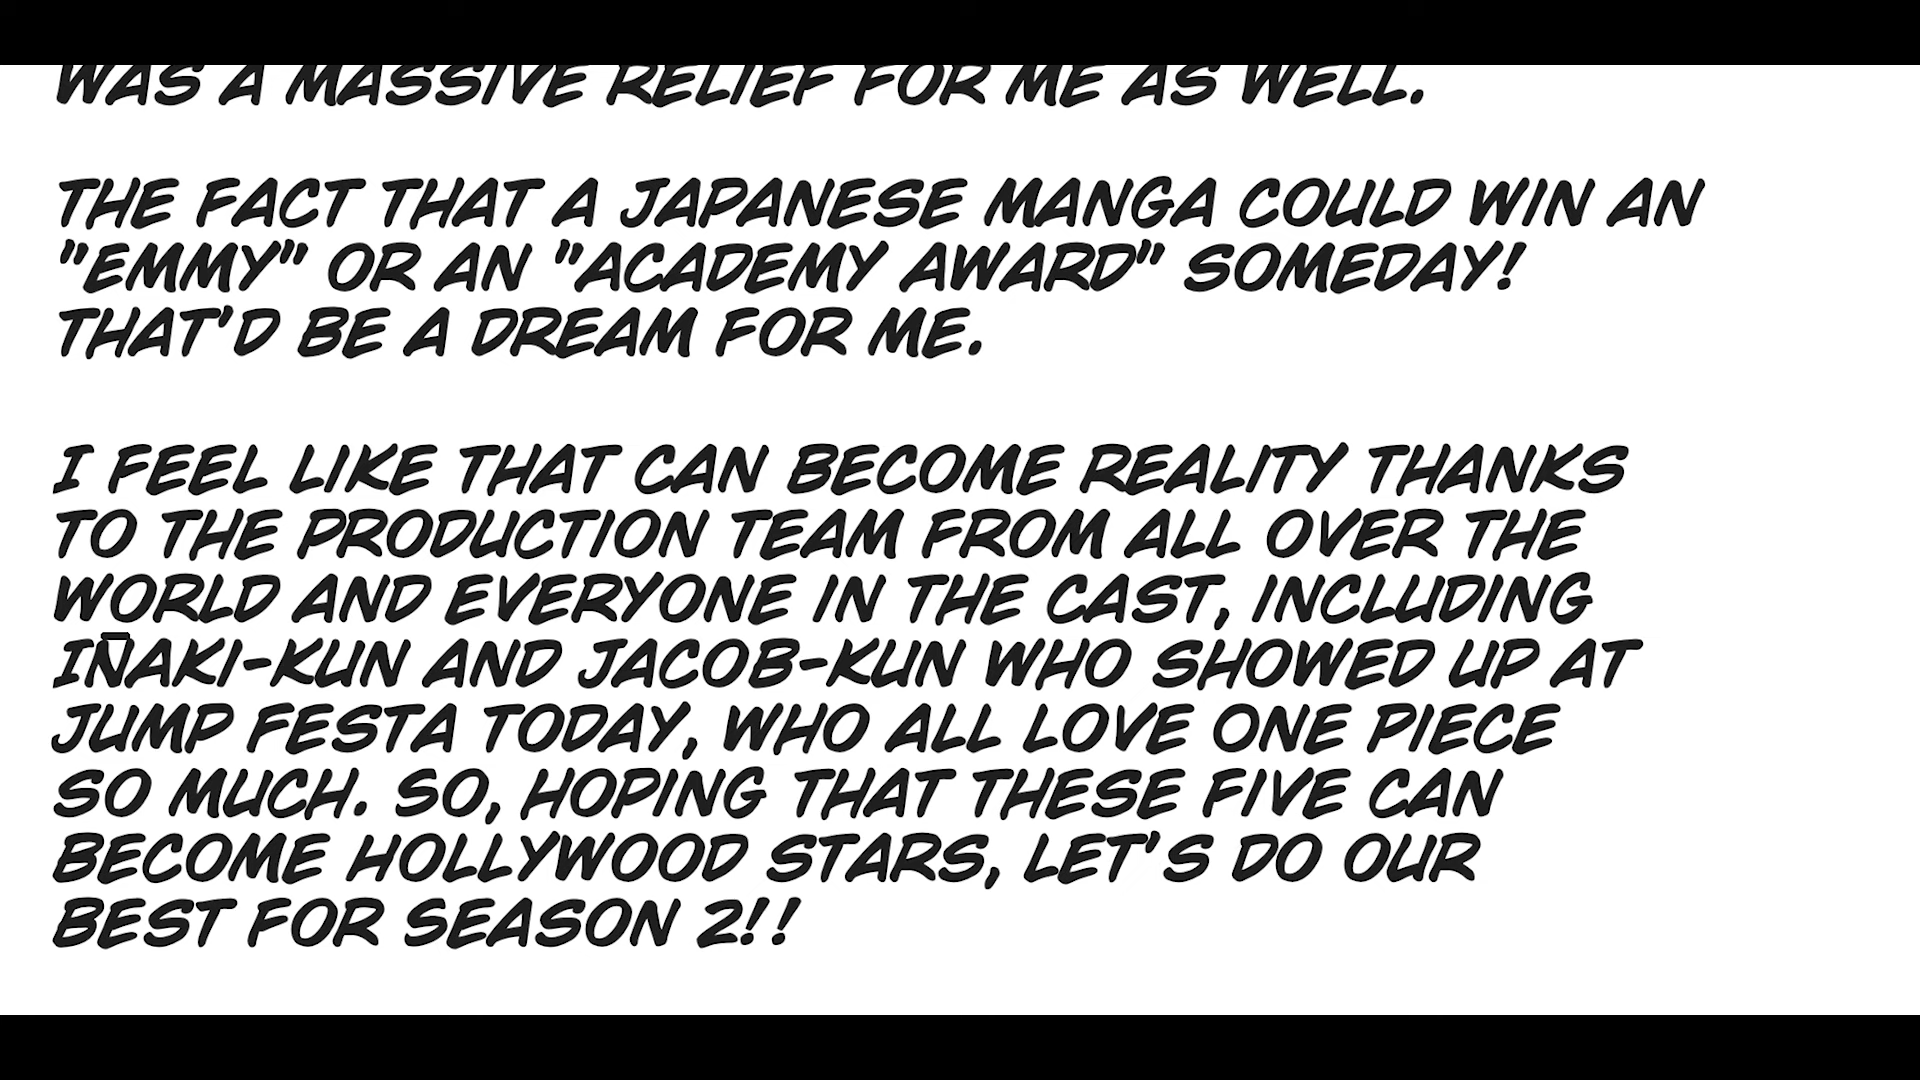 WAS A MASSIVE RELIEF FOR ME AS WELL.
THE FACT THAT A JAPANESE MANGA COULD WIN AN
"EMMY" OR AN "ACADEMY AWARD" SOMEDAY!
THAT'D BE A DREAM FOR ME.
I FEEL LIKE THAT CAN BECOME REALITY THANKS
TO THE PRODUCTION TEAM FROM ALL OVER THE
WORLD AND EVERYONE IN THE CAST, INCLUDING
IÑAKI-KUN AND JACOB-KUN WHO SHOWED UP AT
JUMP FESTA TODAY, WHO ALL LOVE ONE PIECE
SO MUCH. SO, HOPING THAT THESE FIVE CAN
BECOME HOLLYWOOD STARS, LET'S DO OUR
BEST FOR SEASON 2!!